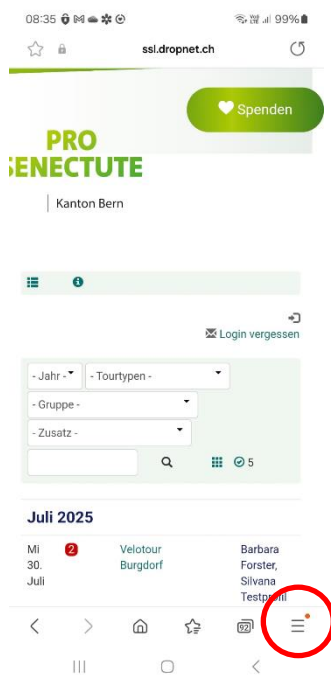 08:35 99%
ssl.dropnet.ch
Spenden
PRO
SENECTUTE
Kanton Bern
Login vergessen
- Jahr - - Tourtypen -
- Gruppe -
- Zusatz -
5
Juli 2025
Mi 2 Velotour Barbara
30. Burgdorf Forster,
Juli Silvana
Testprofil
92